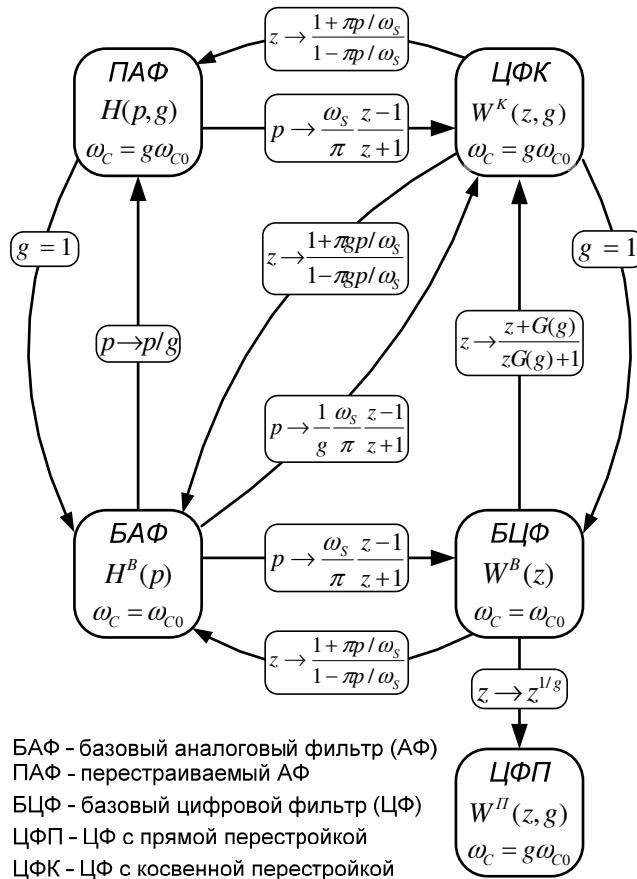 z → (1 + πp/ω_S)/(1 − πp/ω_S)
ПАФ
H(p, g)
ω_C = gω_C0
p → (ω_S/π) (z−1)/(z+1)
ЦФК
W^K(z, g)
ω_C = gω_C0
g = 1
z → (1+πgp/ω_S)/(1−πgp/ω_S)
g = 1
p → p/g
z → (z+G(g))/(zG(g)+1)
p → (1/g) (ω_S/π) (z−1)/(z+1)
БАФ
H^B(p)
ω_C = ω_C0
p → (ω_S/π) (z−1)/(z+1)
БЦФ
W^B(z)
ω_C = ω_C0
z → (1 + πp/ω_S)/(1 − πp/ω_S)
z → z^{1/g}
ЦФП
W^П(z, g)
ω_C = gω_C0
БАФ - базовый аналоговый фильтр (АФ)
ПАФ - перестраиваемый АФ
БЦФ - базовый цифровой фильтр (ЦФ)
ЦФП - ЦФ с прямой перестройкой
ЦФК - ЦФ с косвенной перестройкой